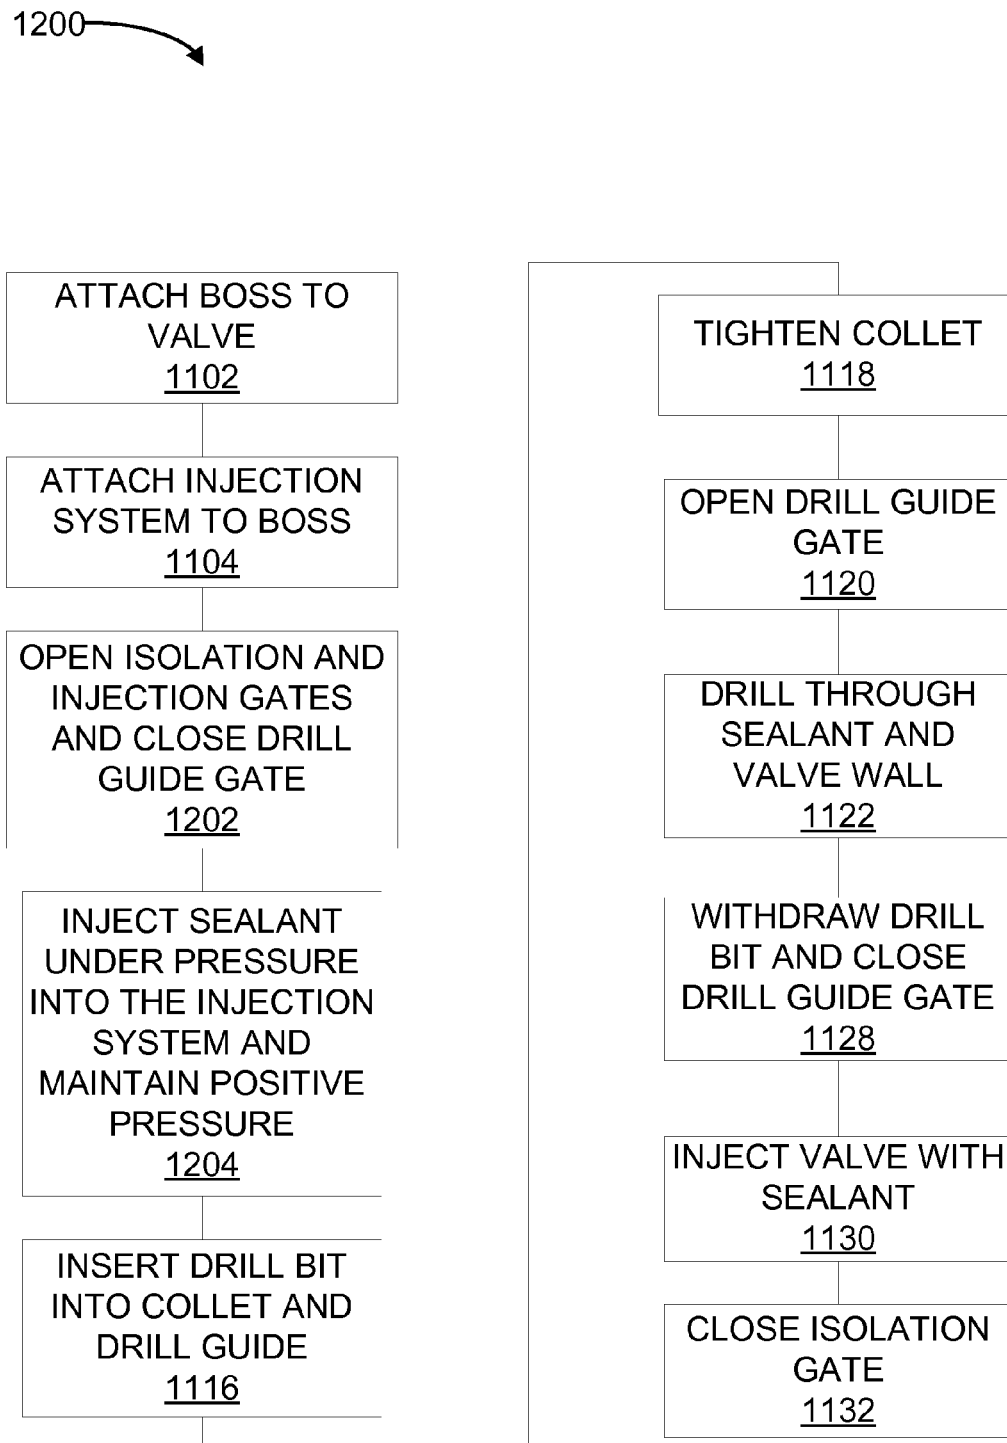 1200
ATTACH BOSS TO
VALVE
1102
ATTACH INJECTION
SYSTEM TO BOSS
1104
OPEN ISOLATION AND
INJECTION GATES
AND CLOSE DRILL
GUIDE GATE
1202
INJECT SEALANT
UNDER PRESSURE
INTO THE INJECTION
SYSTEM AND
MAINTAIN POSITIVE
PRESSURE
1204
INSERT DRILL BIT
INTO COLLET AND
DRILL GUIDE
1116
TIGHTEN COLLET
1118
OPEN DRILL GUIDE
GATE
1120
DRILL THROUGH
SEALANT AND
VALVE WALL
1122
WITHDRAW DRILL
BIT AND CLOSE
DRILL GUIDE GATE
1128
INJECT VALVE WITH
SEALANT
1130
CLOSE ISOLATION
GATE
1132